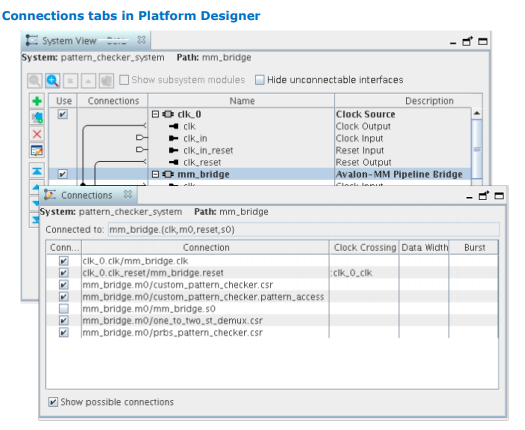 Connections tabs in Platform Designer
System View
System: pattern_checker_system Path: mm_bridge
Show subsystem modules Hide unconnectable interfaces
Use Connections Name Description
clk_0 Clock Source
clk Clock Output
clk_in Clock Input
clk_in_reset Reset Input
clk_reset Reset Output
mm_bridge Avalon-MM Pipeline Bridge
clk Clock Input
Connections
System: pattern_checker_system Path: mm_bridge
Connected to: mm_bridge.(clk,m0,reset,s0)
Conn... Connection Clock Crossing Data Width Burst
clk_0.clk/mm_bridge.clk
clk_0.clk_reset/mm_bridge.reset :clk_0_clk
mm_bridge.m0/custom_pattern_checker.csr
mm_bridge.m0/custom_pattern_checker.pattern_access
mm_bridge.m0/mm_bridge.s0
mm_bridge.m0/one_to_two_st_demux.csr
mm_bridge.m0/prbs_pattern_checker.csr
Show possible connections